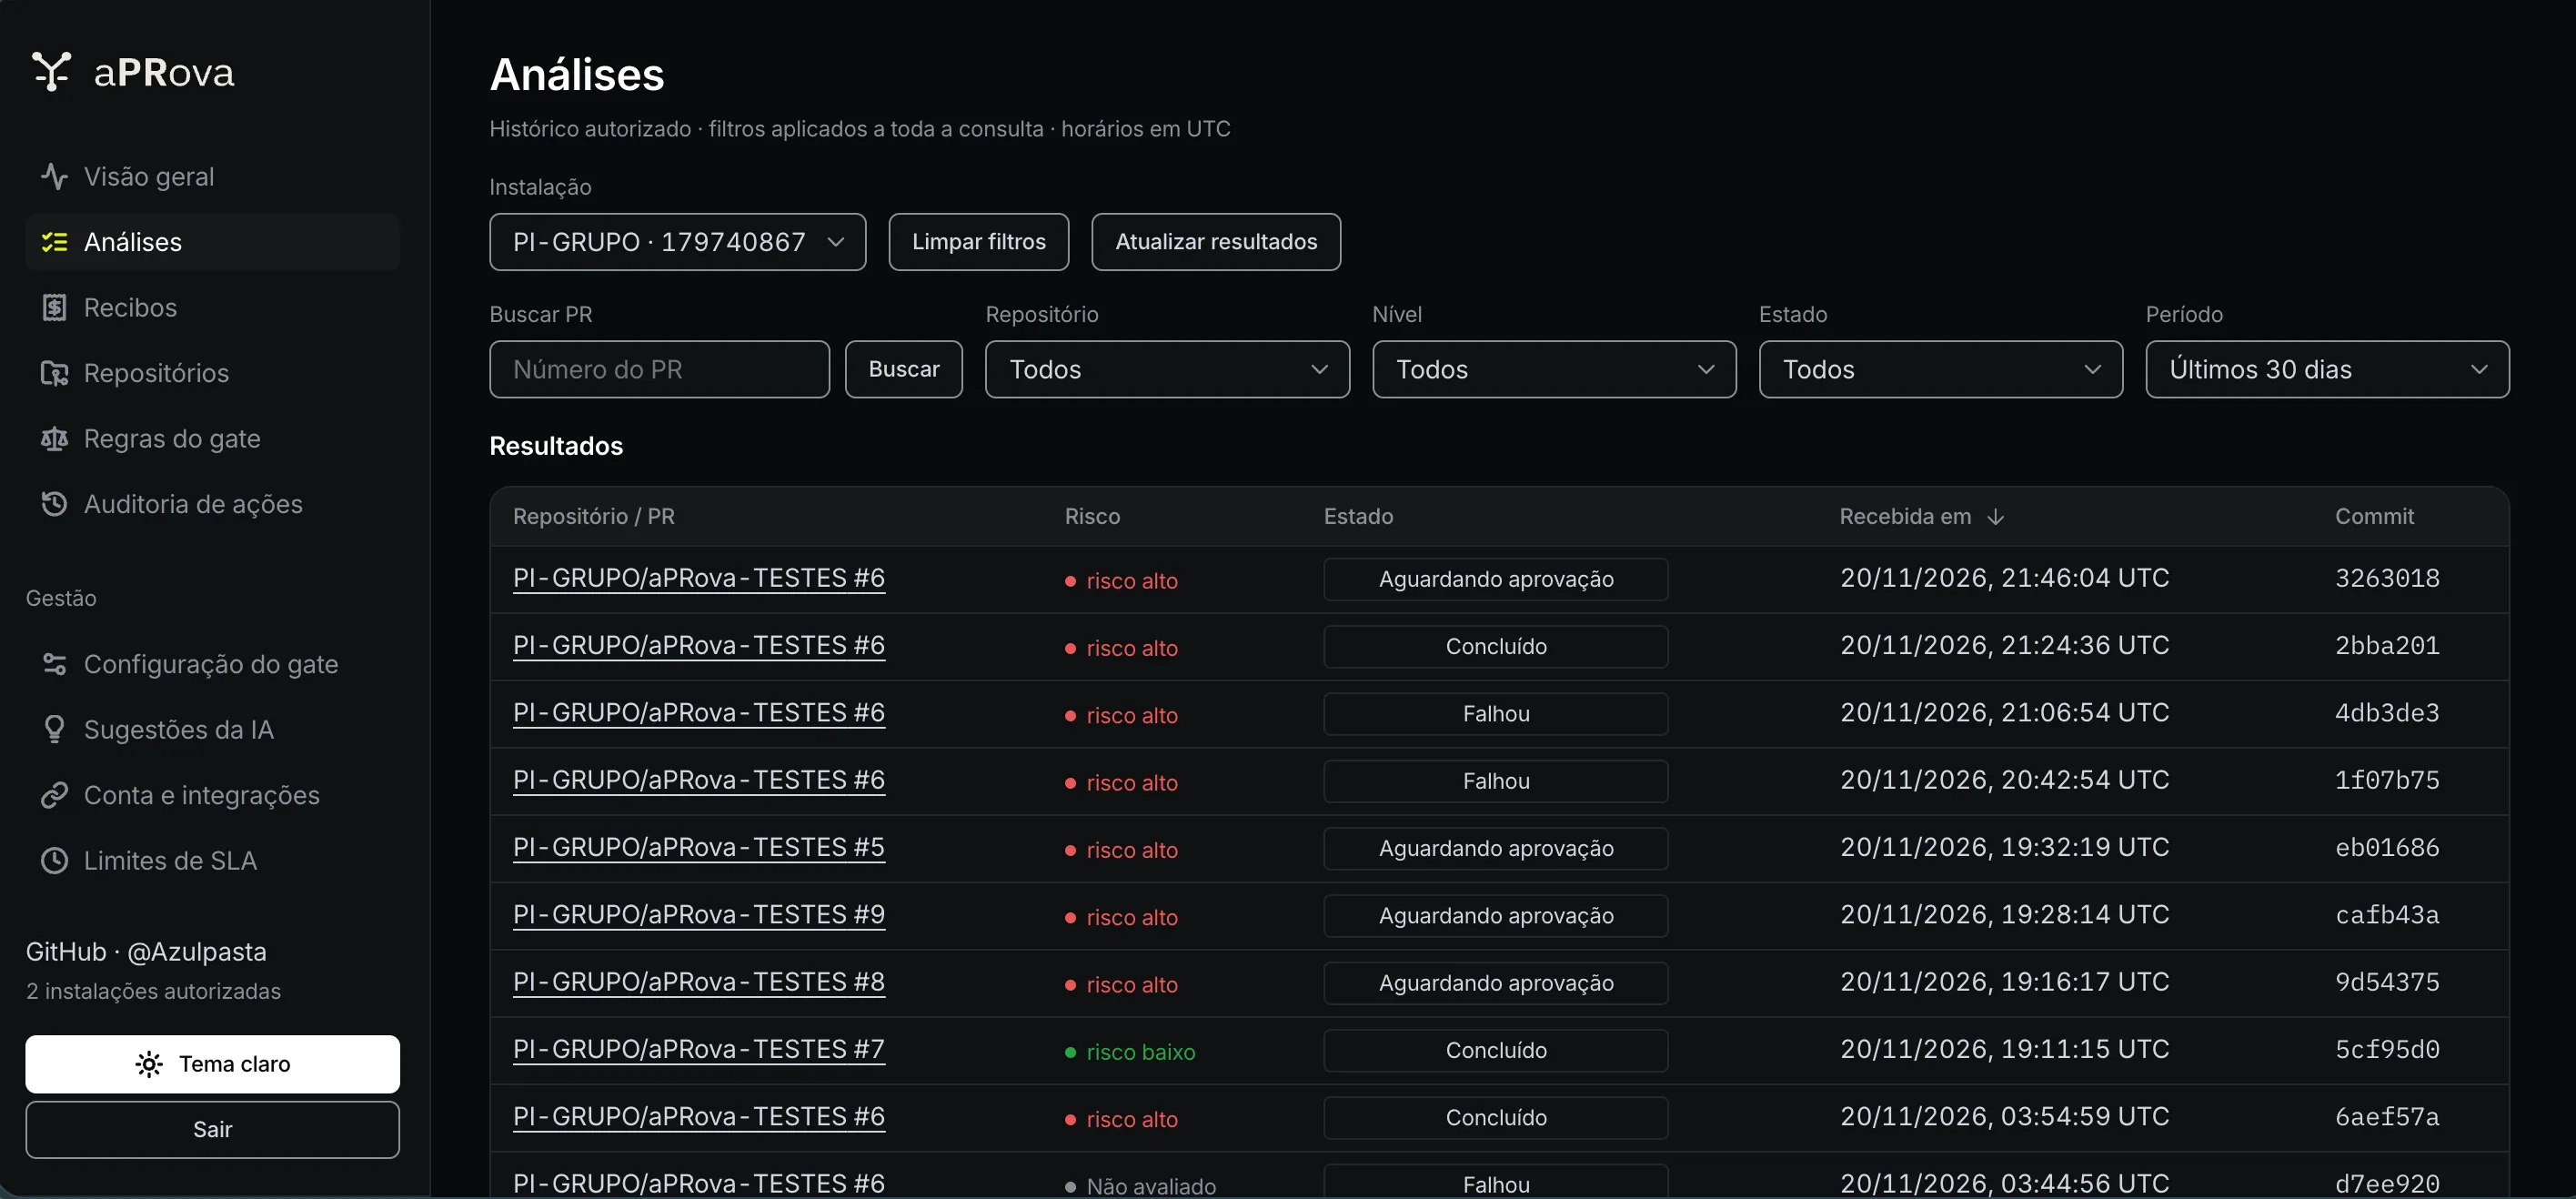 aPRova
Visão geral
Análises
Recibos
Repositórios
Regras do gate
Auditoria de ações
Gestão
Configuração do gate
Sugestões da IA
Conta e integrações
Limites de SLA
GitHub · @Azulpasta
2 instalações autorizadas
Tema claro
Sair
Análises
Histórico autorizado · filtros aplicados a toda a consulta · horários em UTC
Instalação
PI-GRUPO · 179740867 Limpar filtros Atualizar resultados
Buscar PR Repositório Nível Estado Período
Número do PR Buscar Todos Todos Todos Últimos 30 dias
Resultados
Repositório / PR Risco Estado Recebida em ↓ Commit
PI-GRUPO/aPRova-TESTES #6 risco alto Aguardando aprovação 20/11/2026, 21:46:04 UTC 3263018
PI-GRUPO/aPRova-TESTES #6 risco alto Concluído 20/11/2026, 21:24:36 UTC 2bba201
PI-GRUPO/aPRova-TESTES #6 risco alto Falhou 20/11/2026, 21:06:54 UTC 4db3de3
PI-GRUPO/aPRova-TESTES #6 risco alto Falhou 20/11/2026, 20:42:54 UTC 1f07b75
PI-GRUPO/aPRova-TESTES #5 risco alto Aguardando aprovação 20/11/2026, 19:32:19 UTC eb01686
PI-GRUPO/aPRova-TESTES #9 risco alto Aguardando aprovação 20/11/2026, 19:28:14 UTC cafb43a
PI-GRUPO/aPRova-TESTES #8 risco alto Aguardando aprovação 20/11/2026, 19:16:17 UTC 9d54375
PI-GRUPO/aPRova-TESTES #7 risco baixo Concluído 20/11/2026, 19:11:15 UTC 5cf95d0
PI-GRUPO/aPRova-TESTES #6 risco alto Concluído 20/11/2026, 03:54:59 UTC 6aef57a
PI-GRUPO/aPRova-TESTES #6 Não avaliado Falhou 20/11/2026, 03:44:56 UTC d7ee920